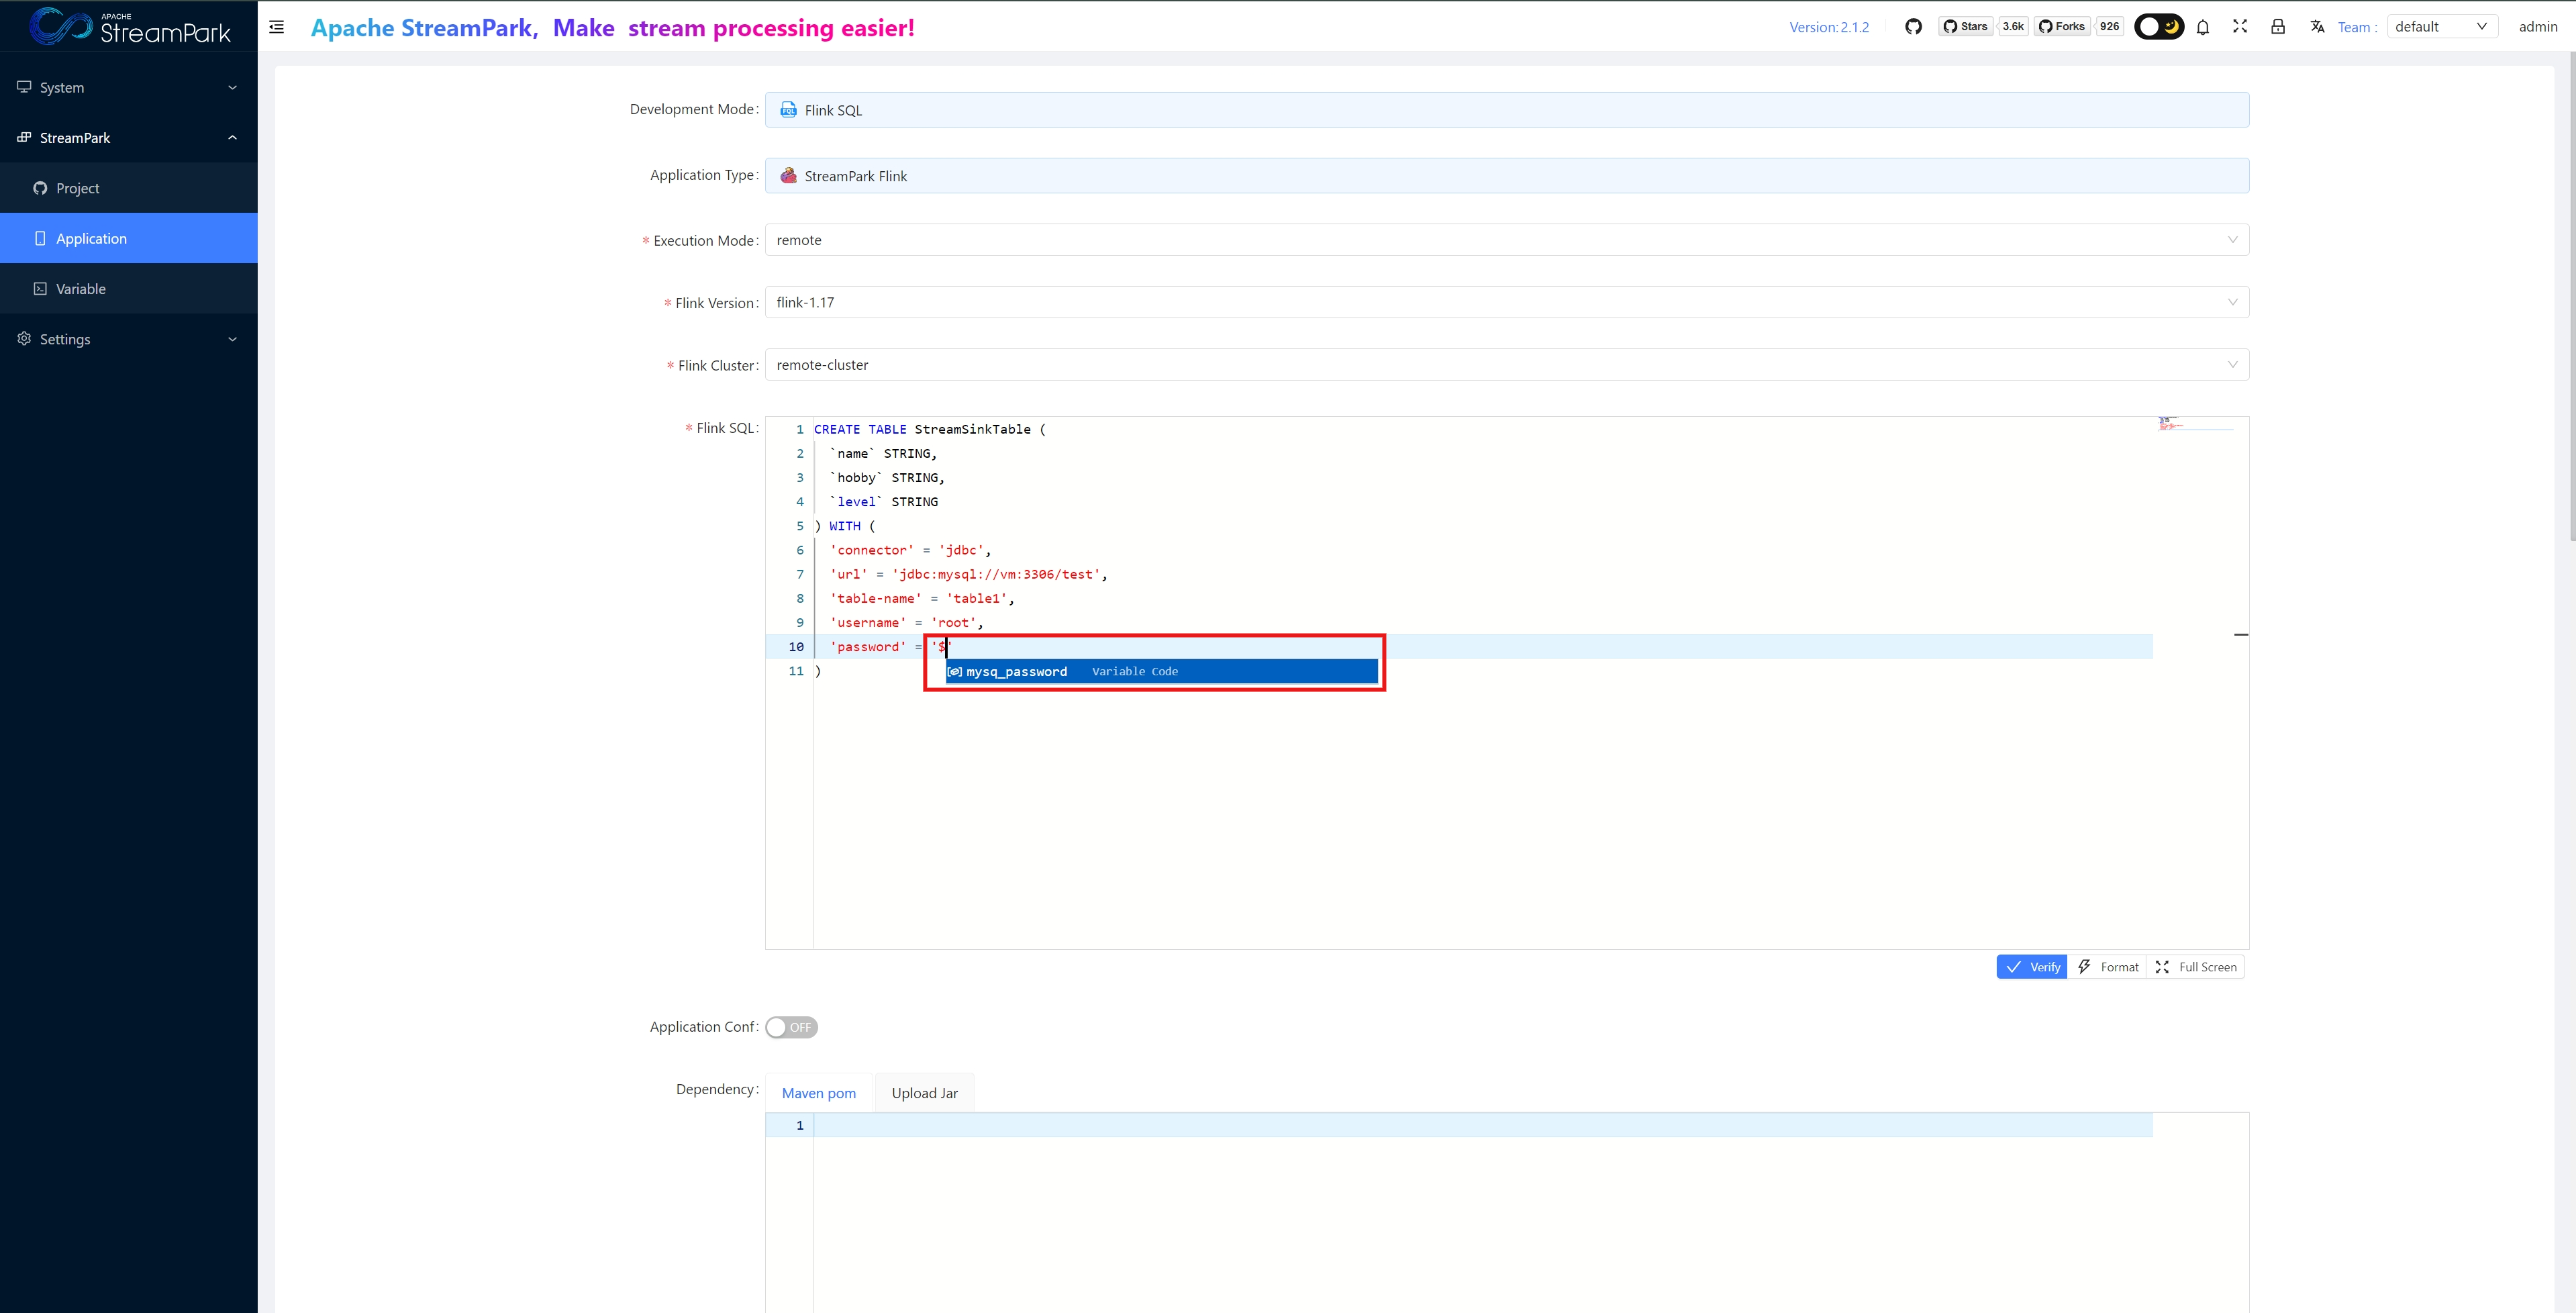 APACHE
StreamPark
Apache StreamPark, Make stream processing easier!
Version: 2.1.2
Stars 3.6k
Forks 926
Team : default
admin
System
StreamPark
Project
Application
Variable
Settings
Development Mode: SQL Flink SQL
Application Type: StreamPark Flink
* Execution Mode: remote
* Flink Version: flink-1.17
* Flink Cluster: remote-cluster
* Flink SQL:
1 CREATE TABLE StreamSinkTable (
2 `name` STRING,
3 `hobby` STRING,
4 `level` STRING
5 ) WITH (
6 'connector' = 'jdbc',
7 'url' = 'jdbc:mysql://vm:3306/test',
8 'table-name' = 'table1',
9 'username' = 'root',
10 'password' = '$'
mysq_password Variable Code
11 )
Verify Format Full Screen
Application Conf: OFF
Dependency: Maven pom Upload Jar
1